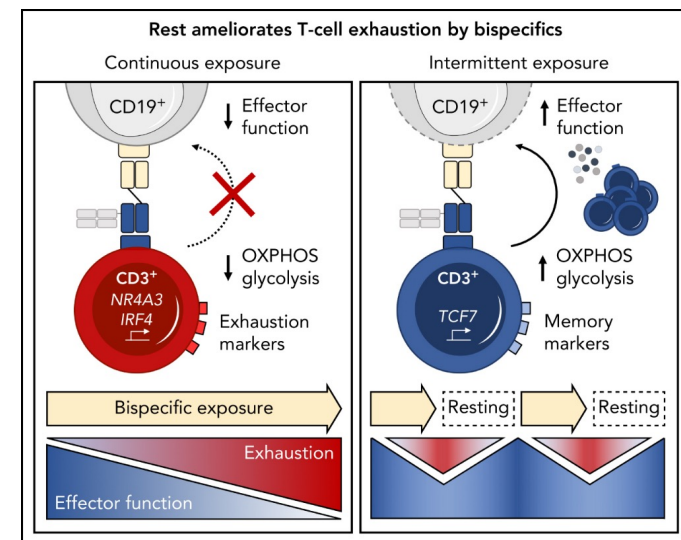 Rest ameliorates T-cell exhaustion by bispecifics
Continuous exposure
CD19+
Effector
function
OXPHOS
glycolysis
CD3+
NR4A3
IRF4
Exhaustion
markers
Bispecific exposure
Exhaustion
Effector function
Intermittent exposure
CD19+
Effector
function
OXPHOS
glycolysis
CD3+
TCF7
Memory
markers
Resting
Resting